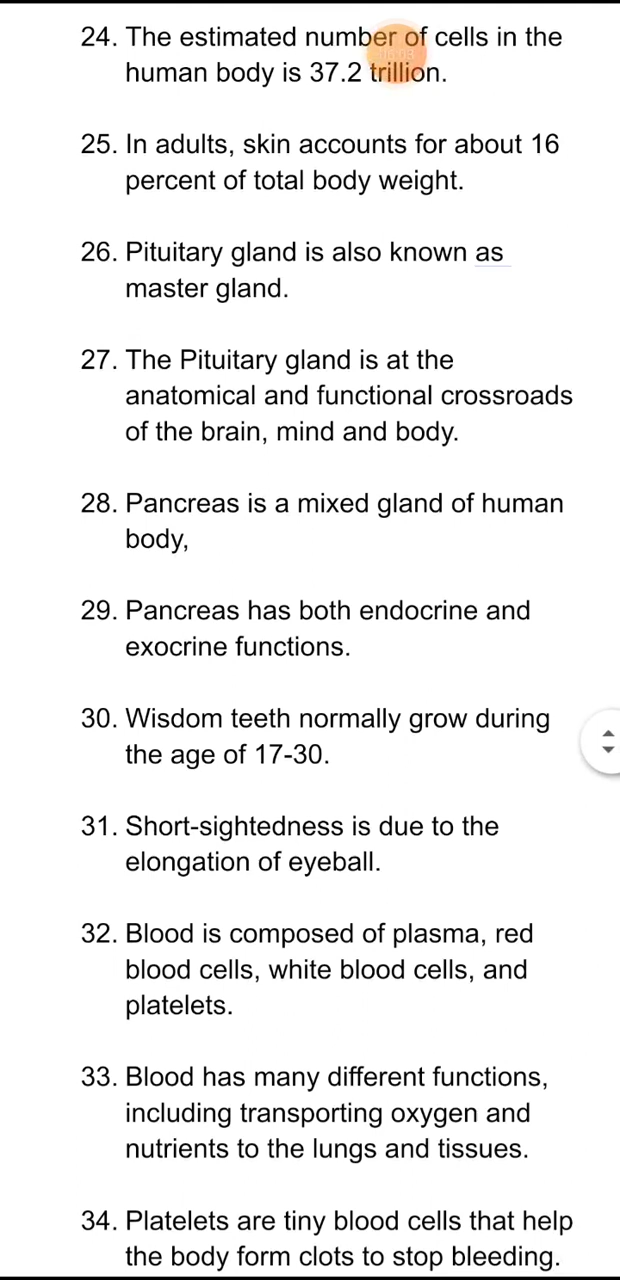 24. The estimated number of cells in the
human body is 37.2 trillion.
25. In adults, skin accounts for about 16
percent of total body weight.
26. Pituitary gland is also known as
master gland.
27. The Pituitary gland is at the
anatomical and functional crossroads
of the brain, mind and body.
28. Pancreas is a mixed gland of human
body,
29. Pancreas has both endocrine and
exocrine functions.
30. Wisdom teeth normally grow during
the age of 17-30.
31. Short-sightedness is due to the
elongation of eyeball.
32. Blood is composed of plasma, red
blood cells, white blood cells, and
platelets.
33. Blood has many different functions,
including transporting oxygen and
nutrients to the lungs and tissues.
34. Platelets are tiny blood cells that help
the body form clots to stop bleeding.